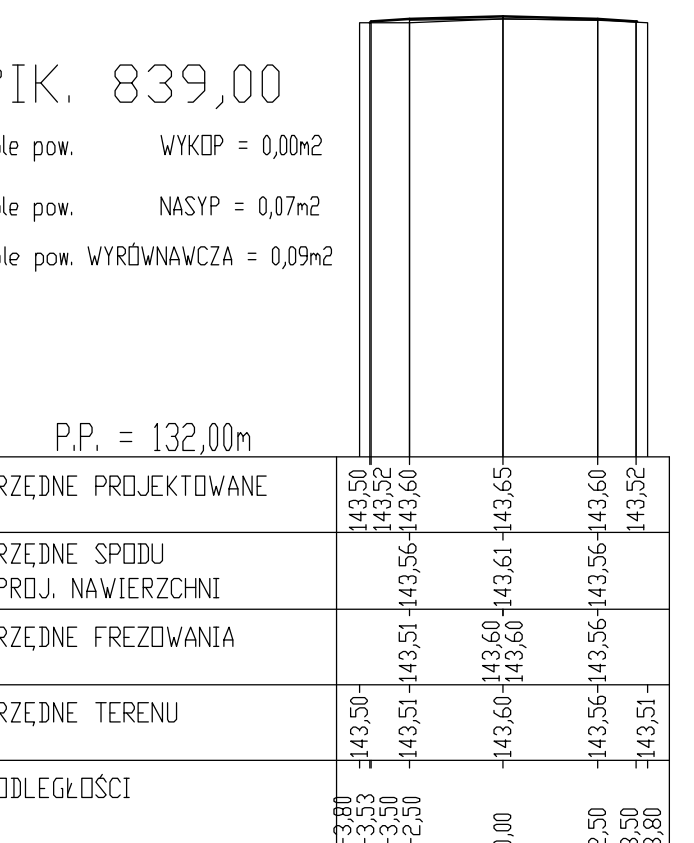 PIK. 839,00
le pow. WYKOP = 0,00m2
le pow. NASYP = 0,07m2
le pow. WYRÓWNAWCZA = 0,09m2
P.P. = 132,00m
RZĘDNE PROJEKTOWANE 143,50 143,52 143,60 143,65 143,60 143,52
RZĘDNE SPODU
PROJ. NAWIERZCHNI 143,56 143,61 143,56
RZĘDNE FREZOWANIA 143,51 143,60 143,60 143,56
RZĘDNE TERENU 143,50 143,51 143,60 143,56 143,51
ODLEGŁOŚCI -3,80 -3,53 -3,50 -2,50 0,00 2,50 3,50 3,80